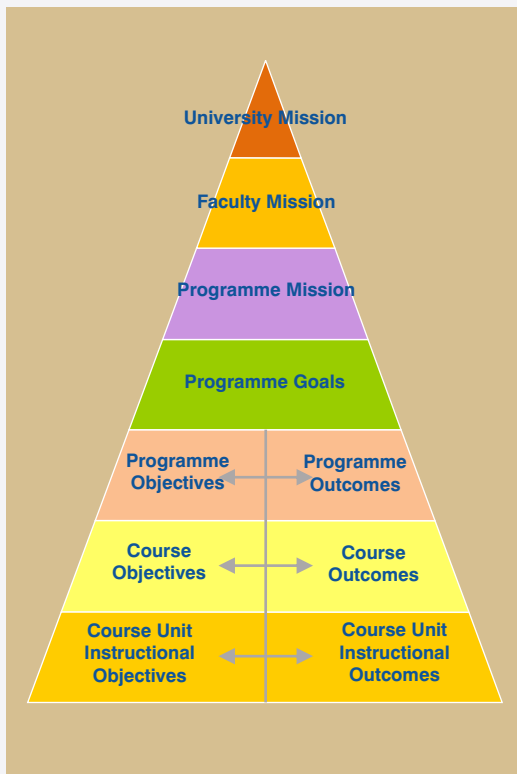 University Mission
Faculty Mission
Programme Mission
Programme Goals
Programme
Objectives
Programme
Outcomes
Course
Objectives
Course
Outcomes
Course Unit
Instructional
Objectives
Course Unit
Instructional
Outcomes